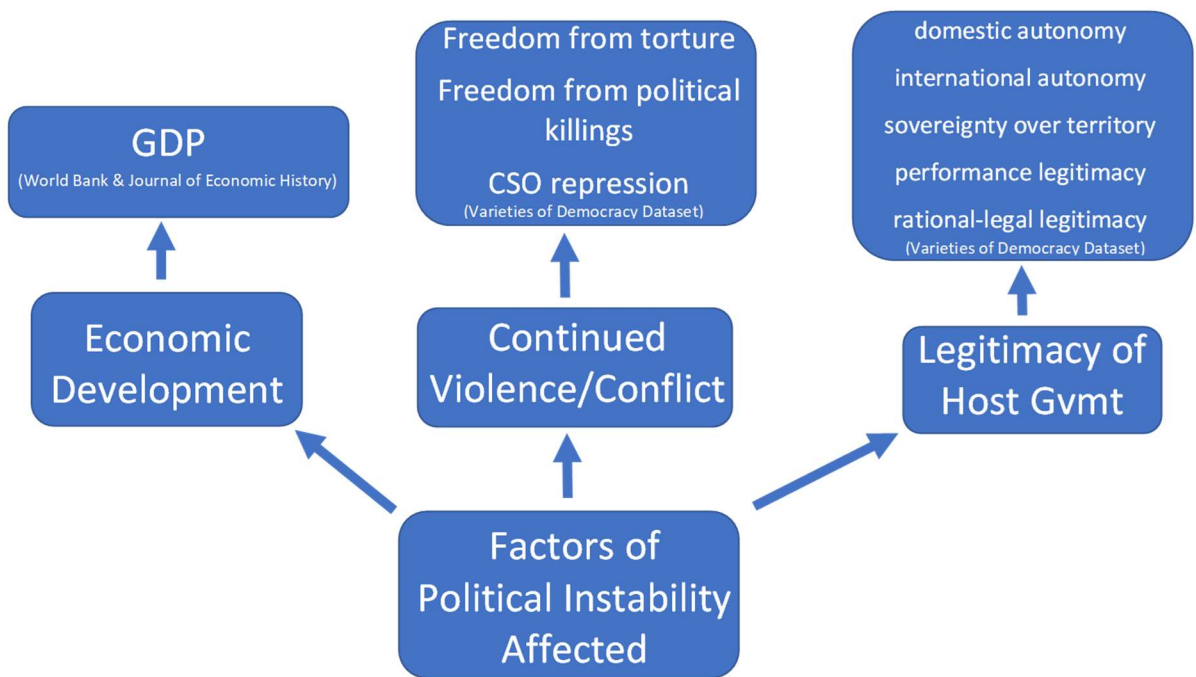 Freedom from torture
Freedom from political
killings
CSO repression
(Varieties of Democracy Dataset)
domestic autonomy
international autonomy
sovereignty over territory
performance legitimacy
rational-legal legitimacy
(Varieties of Democracy Dataset)
GDP
(World Bank & Journal of Economic History)
Economic
Development
Continued
Violence/Conflict
Legitimacy of
Host Gvmt
Factors of
Political Instability
Affected